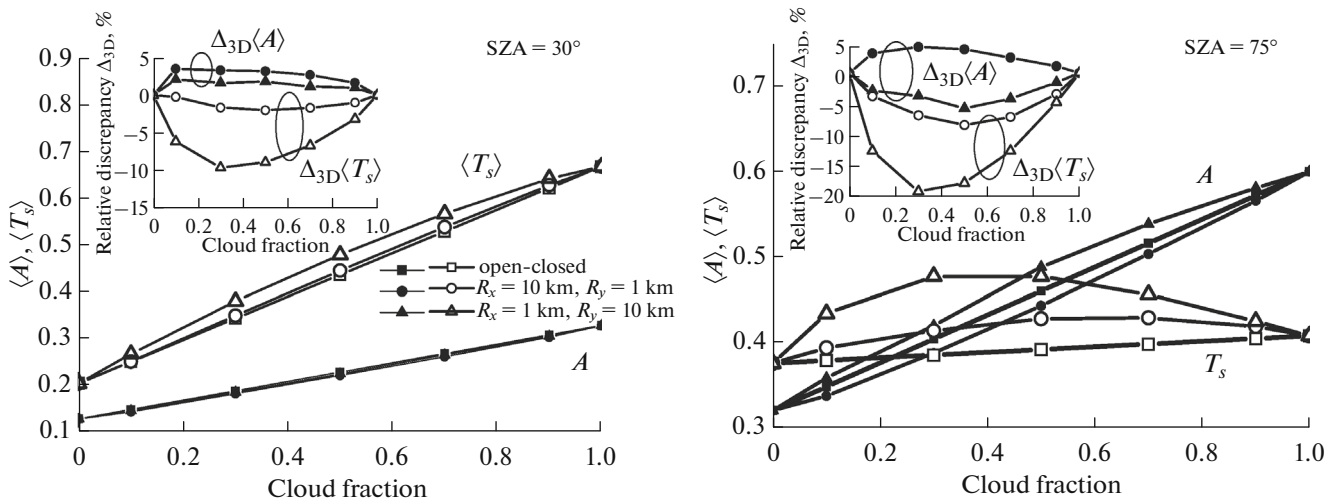 SZA = 30°
Relative discrepancy Δ3D, %
5
0
−5
−10
−15
Δ3D⟨A⟩
Δ3D⟨Ts⟩
0 0.2 0.4 0.6 0.8 1.0
Cloud fraction
⟨A⟩, ⟨Ts⟩
0.9
0.8
0.7
0.6
0.5
0.4
0.3
0.2
0.1
⟨Ts⟩
open-closed
Rx = 10 km, Ry = 1 km
Rx = 1 km, Ry = 10 km
A
0 0.2 0.4 0.6 0.8 1.0
Cloud fraction
SZA = 75°
Relative discrepancy Δ3D, %
5
0
−5
−10
−15
−20
Δ3D⟨A⟩
Δ3D⟨Ts⟩
0 0.2 0.4 0.6 0.8 1.0
Cloud fraction
⟨A⟩, ⟨Ts⟩
0.7
0.6
0.5
0.4
0.3
A
Ts
0 0.2 0.4 0.6 0.8 1.0
Cloud fraction